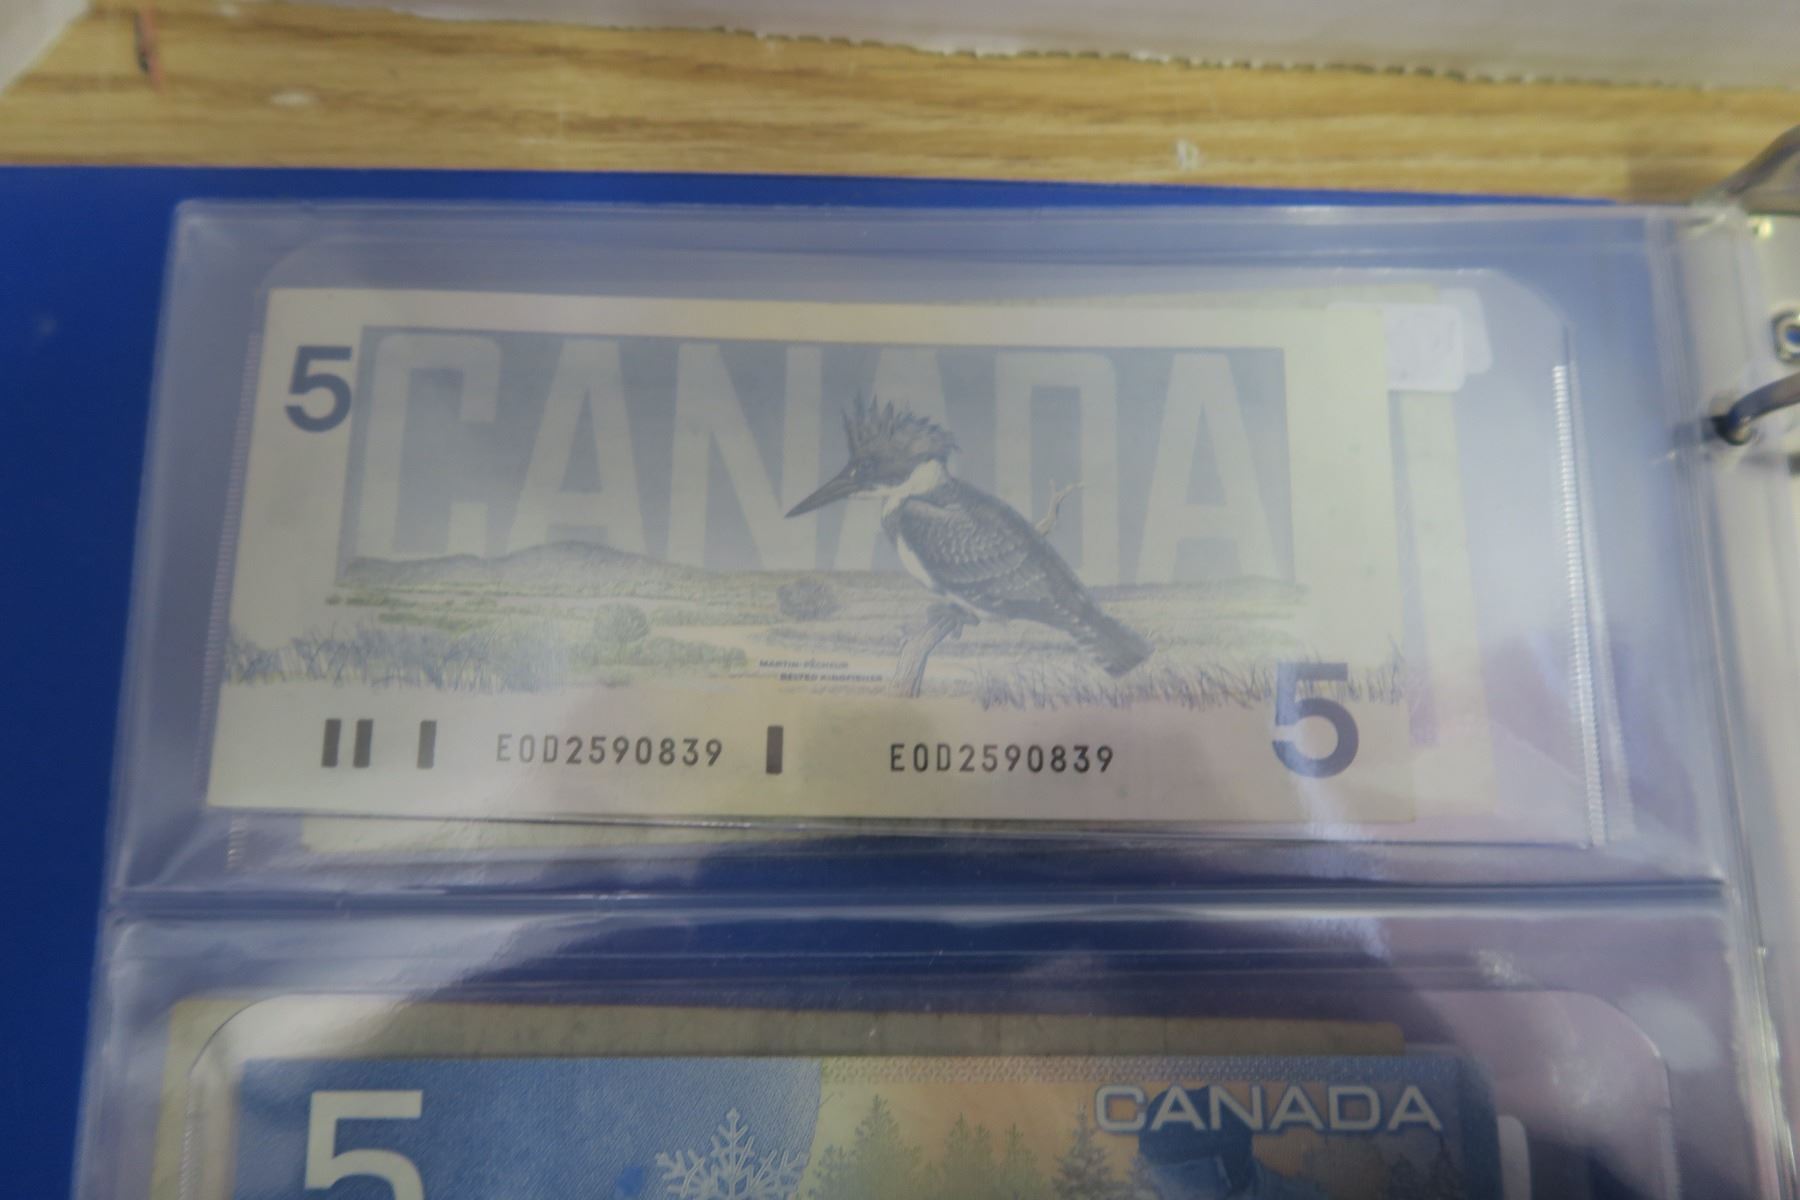 5 CANADA
MARTIN-PÊCHEUR
BELTED KINGFISHER
EOD2590839 EOD2590839 5
5 CANADA